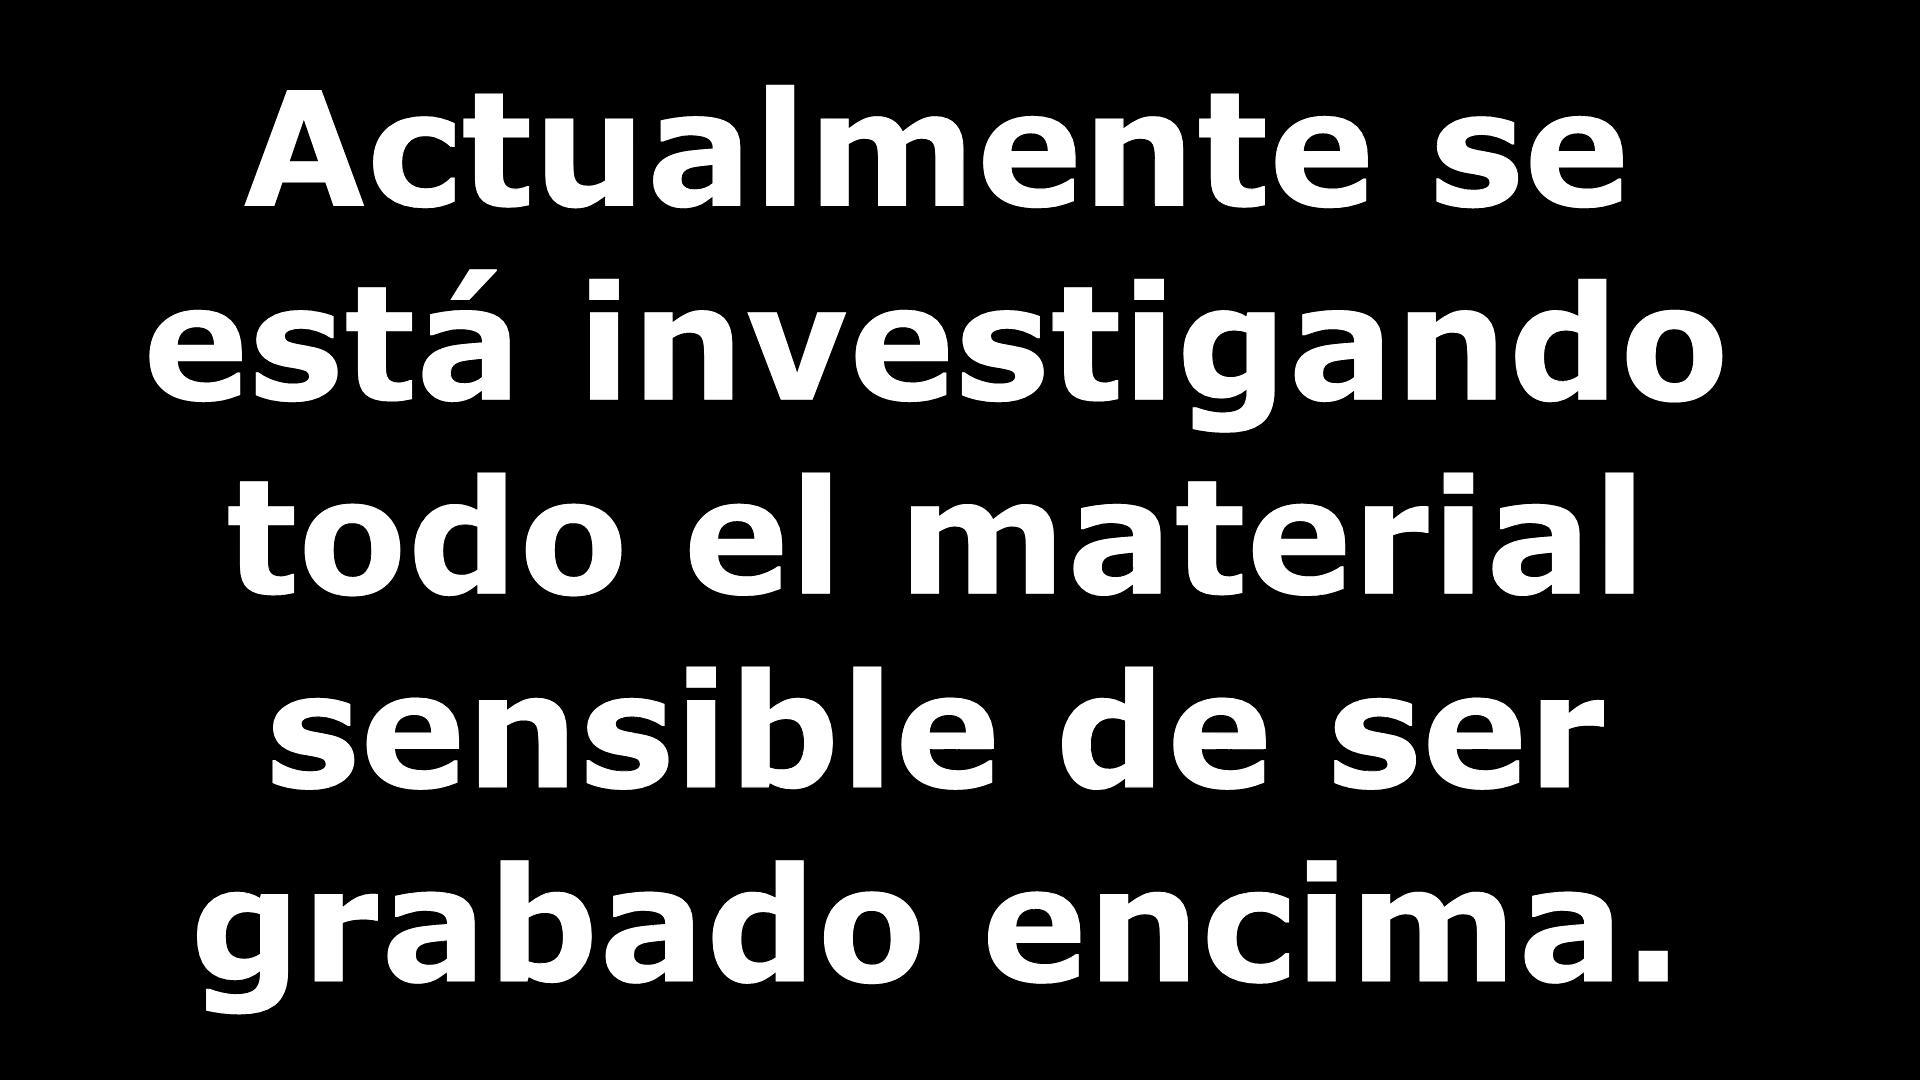 Actualmente se
está investigando
todo el material
sensible de ser
grabado encima.